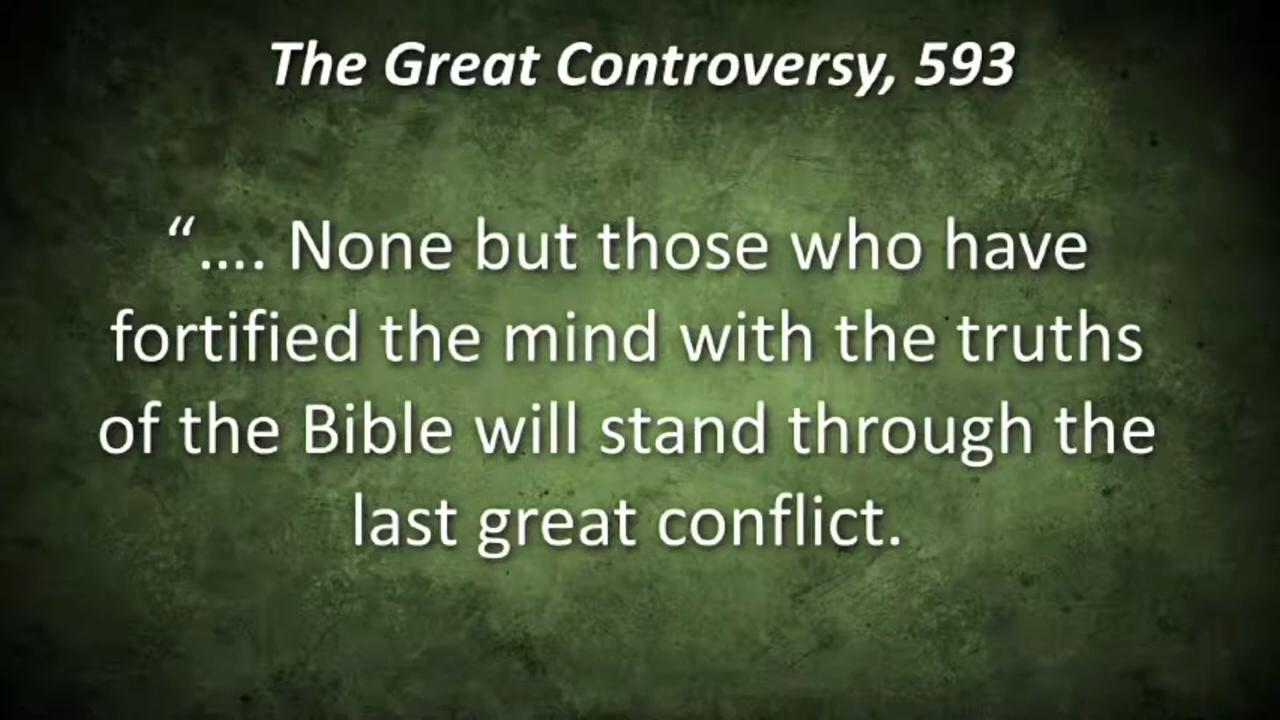 The Great Controversy, 593
“.... None but those who have
fortified the mind with the truths
of the Bible will stand through the
last great conflict.